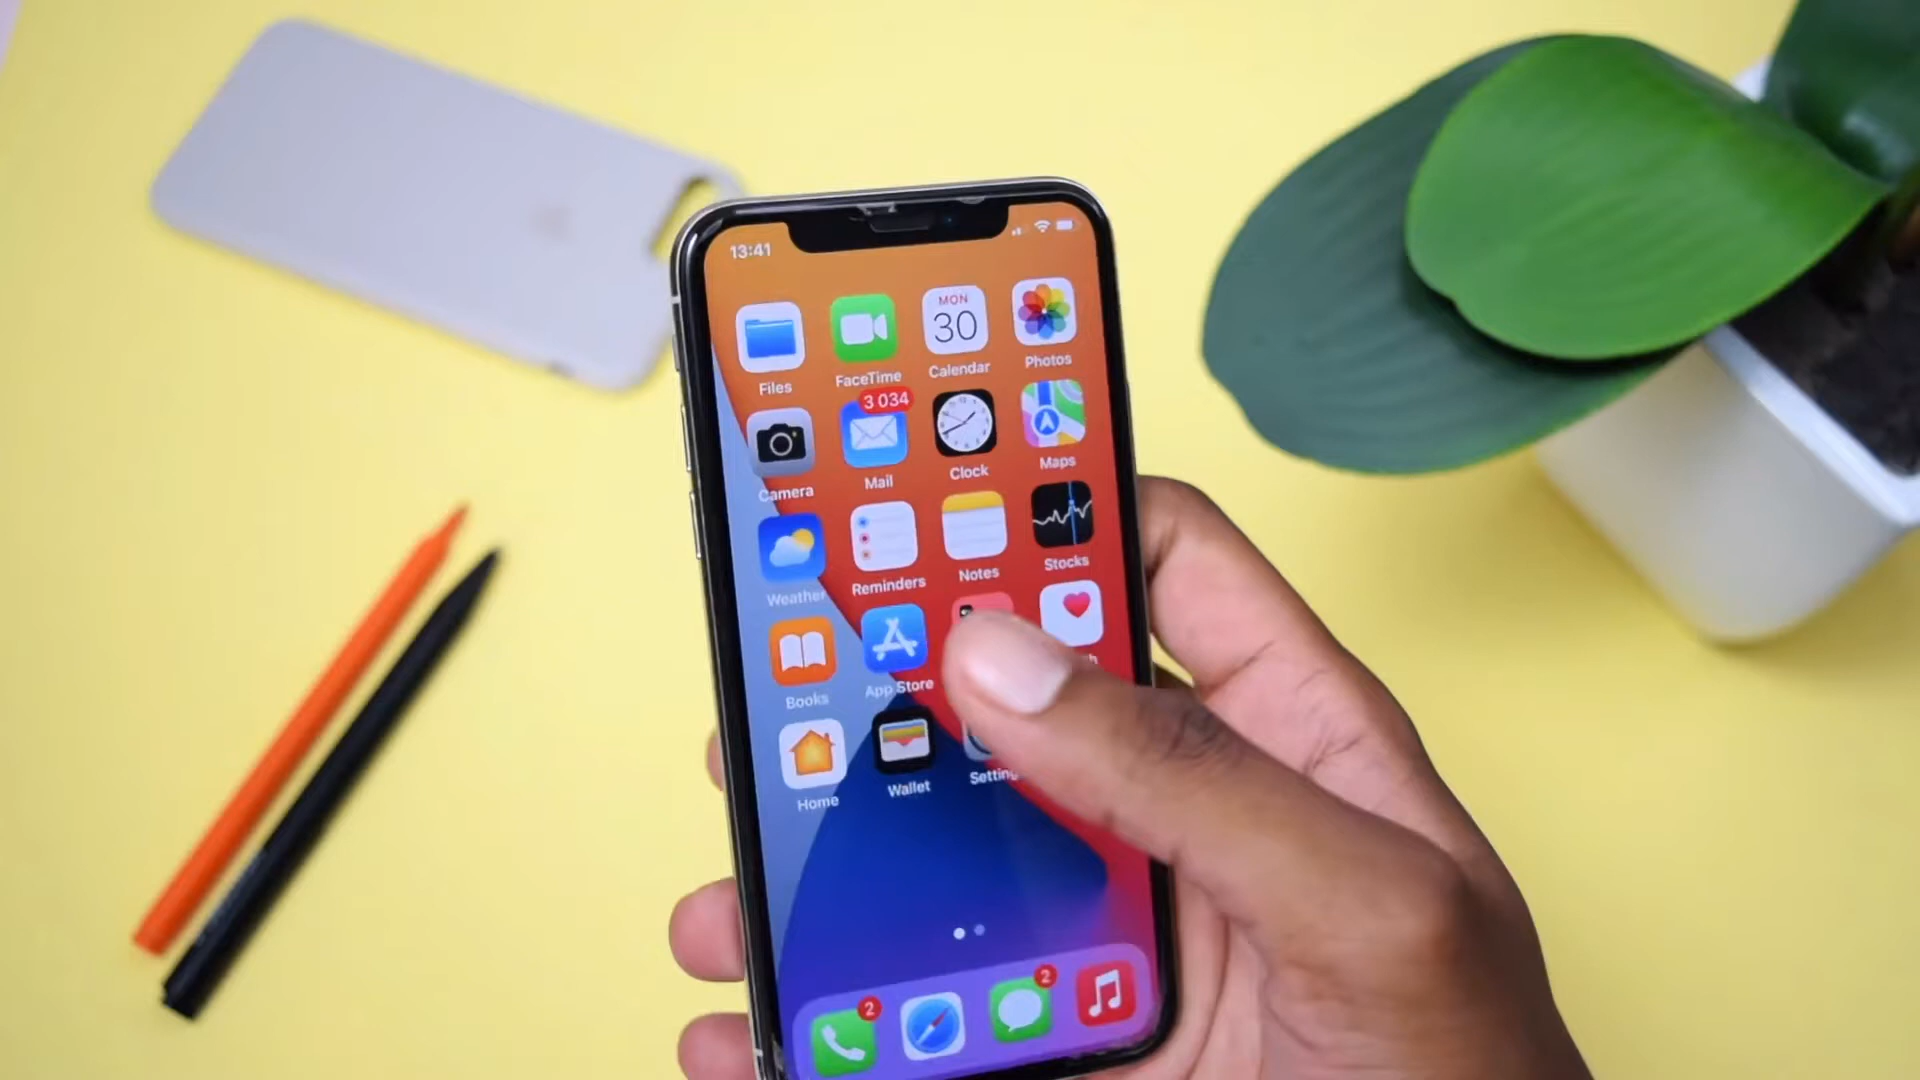 13:41
MON
30
Files
FaceTime
Calendar
Photos
3 034
Camera
Mail
Clock
Maps
Weather
Reminders
Notes
Stocks
Books
App Store
Home
Wallet
2
2